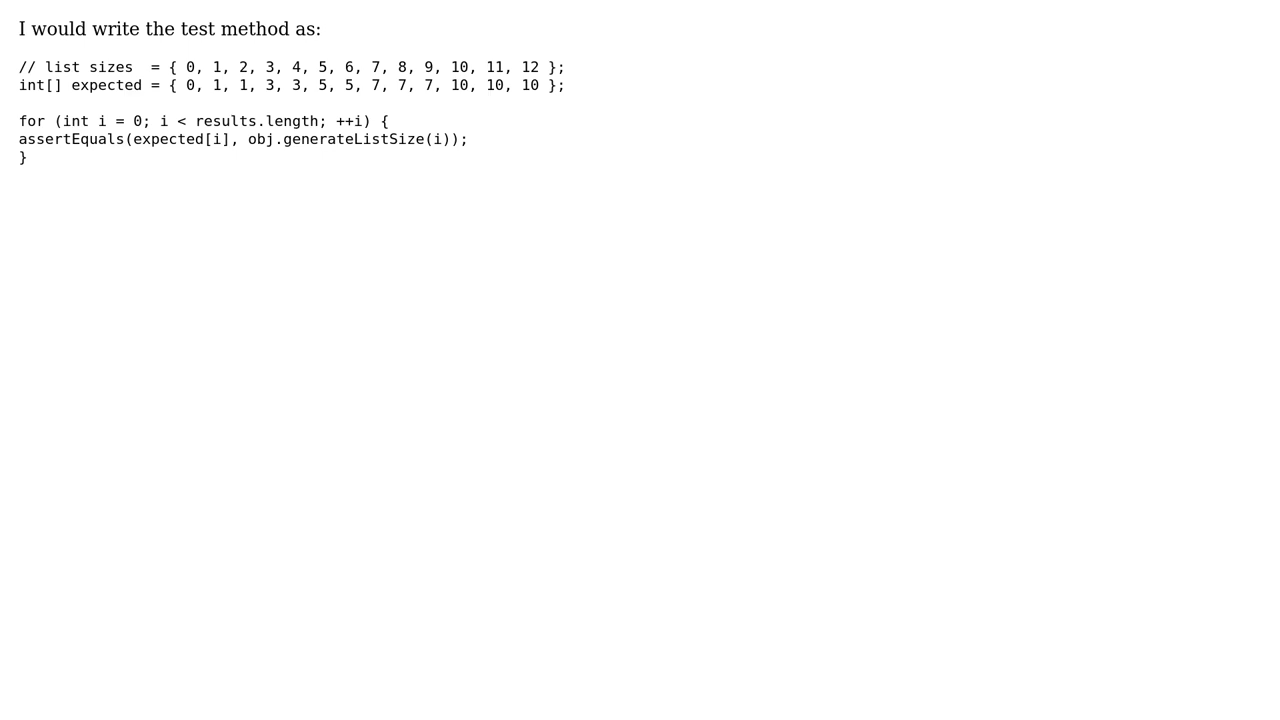 I would write the test method as:
// list sizes  = { 0, 1, 2, 3, 4, 5, 6, 7, 8, 9, 10, 11, 12 };
int[] expected = { 0, 1, 1, 3, 3, 5, 5, 7, 7, 7, 10, 10, 10 };
for (int i = 0; i < results.length; ++i) {
assertEquals(expected[i], obj.generateListSize(i));
}